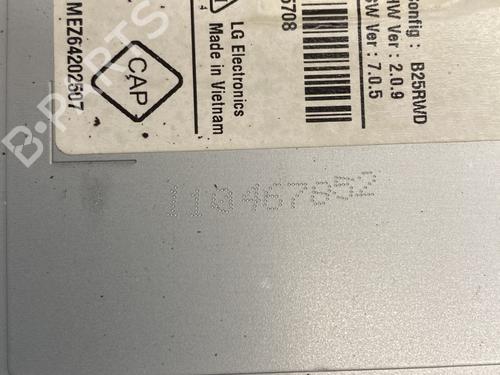 Config : B25RWD
HW Ver : 2.0.9
SW Ver : 7.0.5
5708
LG Electronics
Made in Vietnam
CAP
MEZ64202507
110467852
B-PARTS